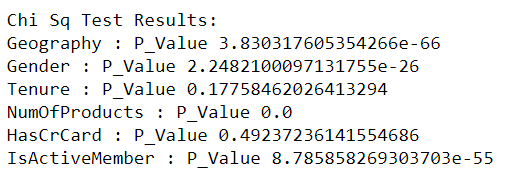 Chi Sq Test Results:
Geography : P_Value 3.830317605354266e-66
Gender : P_Value 2.2482100097131755e-26
Tenure : P_Value 0.17758462026413294
NumOfProducts : P_Value 0.0
HasCrCard : P_Value 0.49237236141554686
IsActiveMember : P_Value 8.785858269303703e-55